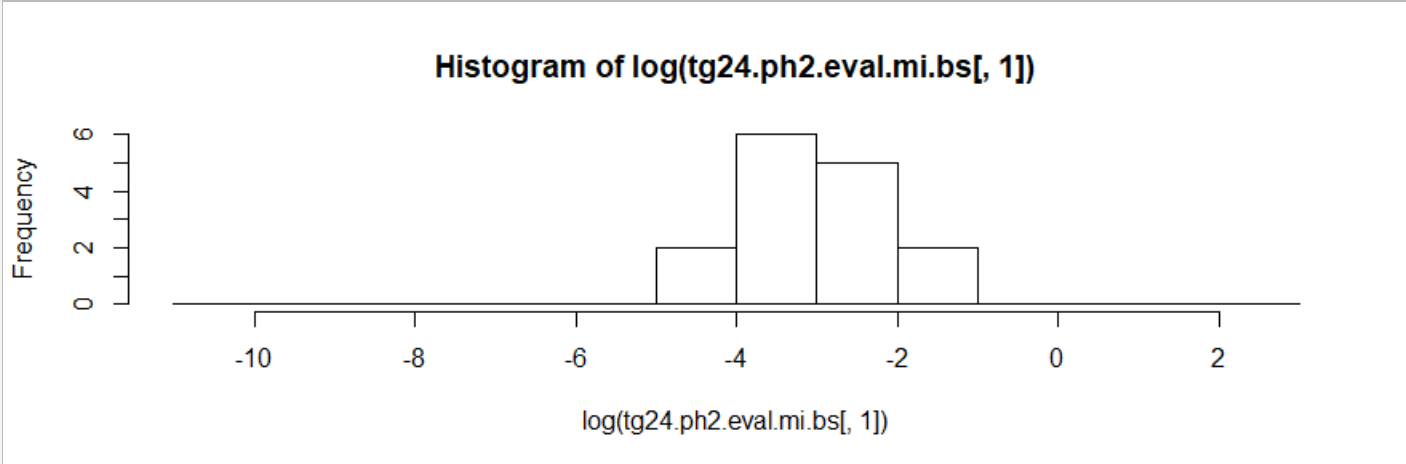 Histogram of log(tg24.ph2.eval.mi.bs[, 1])
Frequency
6
4
2
0
-10 -8 -6 -4 -2 0 2
log(tg24.ph2.eval.mi.bs[, 1])